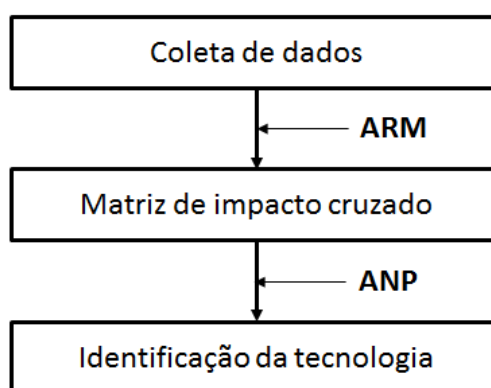 Coleta de dados
ARM
Matriz de impacto cruzado
ANP
Identificação da tecnologia